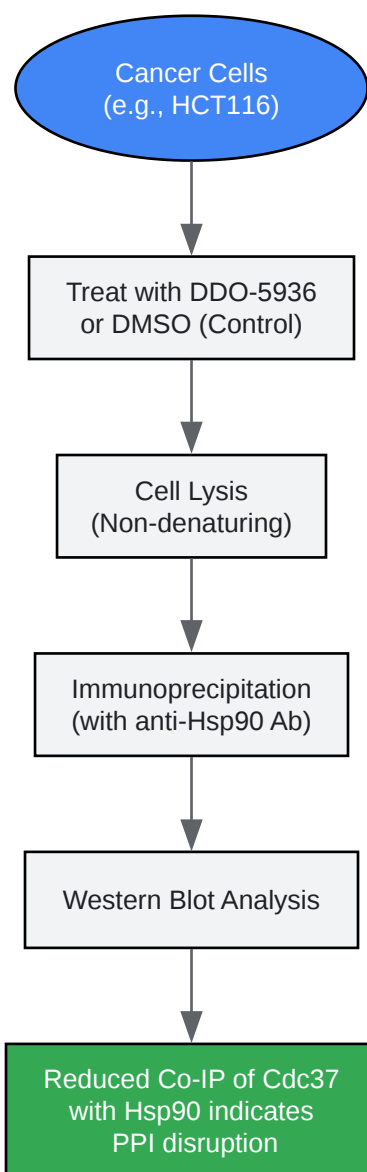 Cancer Cells
(e.g., HCT116)
Treat with DDO-5936
or DMSO (Control)
Cell Lysis
(Non-denaturing)
Immunoprecipitation
(with anti-Hsp90 Ab)
Western Blot Analysis
Reduced Co-IP of Cdc37
with Hsp90 indicates
PPI disruption